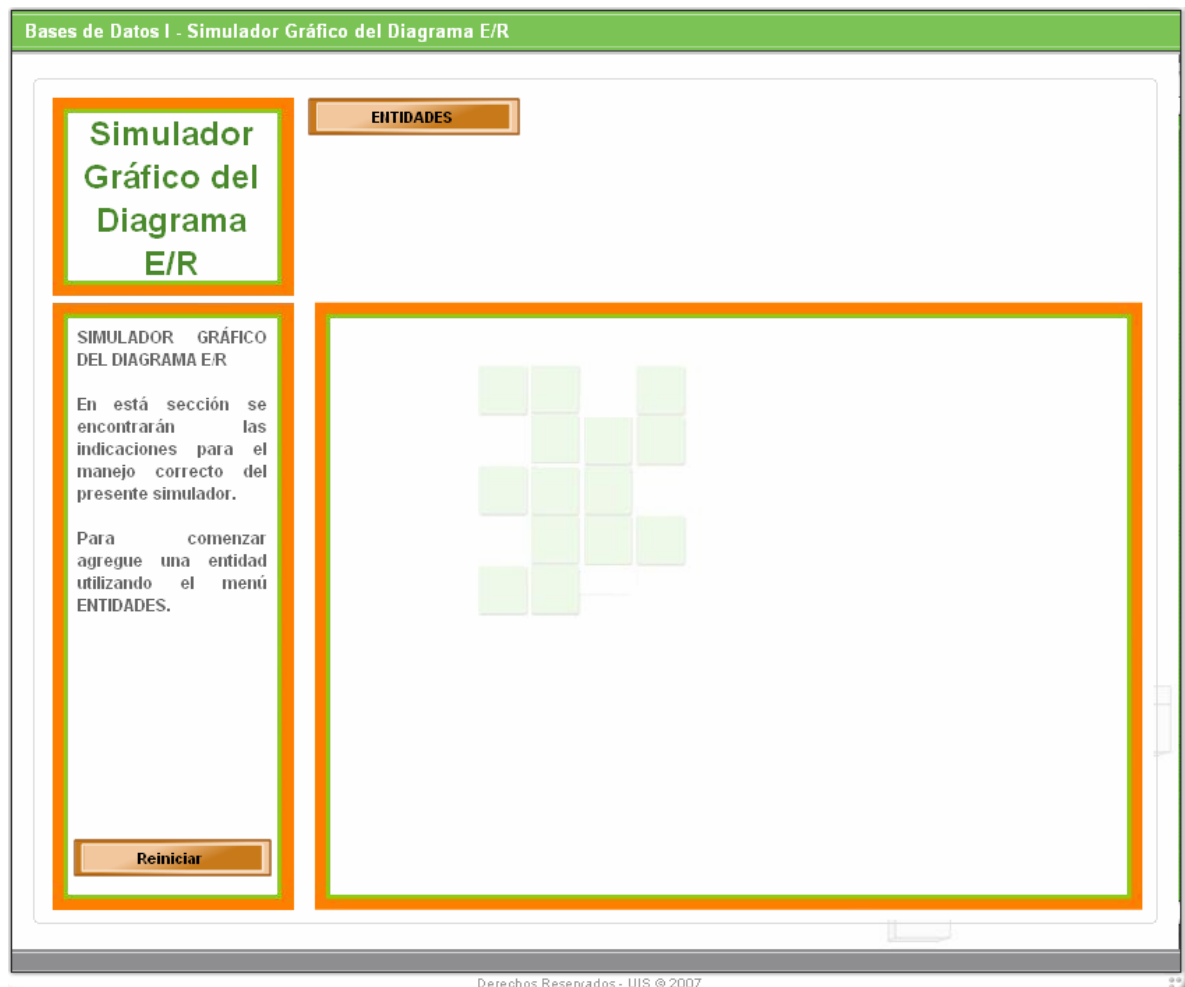 Bases de Datos I - Simulador Gráfico del Diagrama E/R
Simulador
Gráfico del
Diagrama
E/R
ENTIDADES
SIMULADOR GRÁFICO
DEL DIAGRAMA E/R
En está sección se
encontrarán las
indicaciones para el
manejo correcto del
presente simulador.
Para comenzar
agregue una entidad
utilizando el menú
ENTIDADES.
Reiniciar
Derechos Reservados - UIS @ 2007